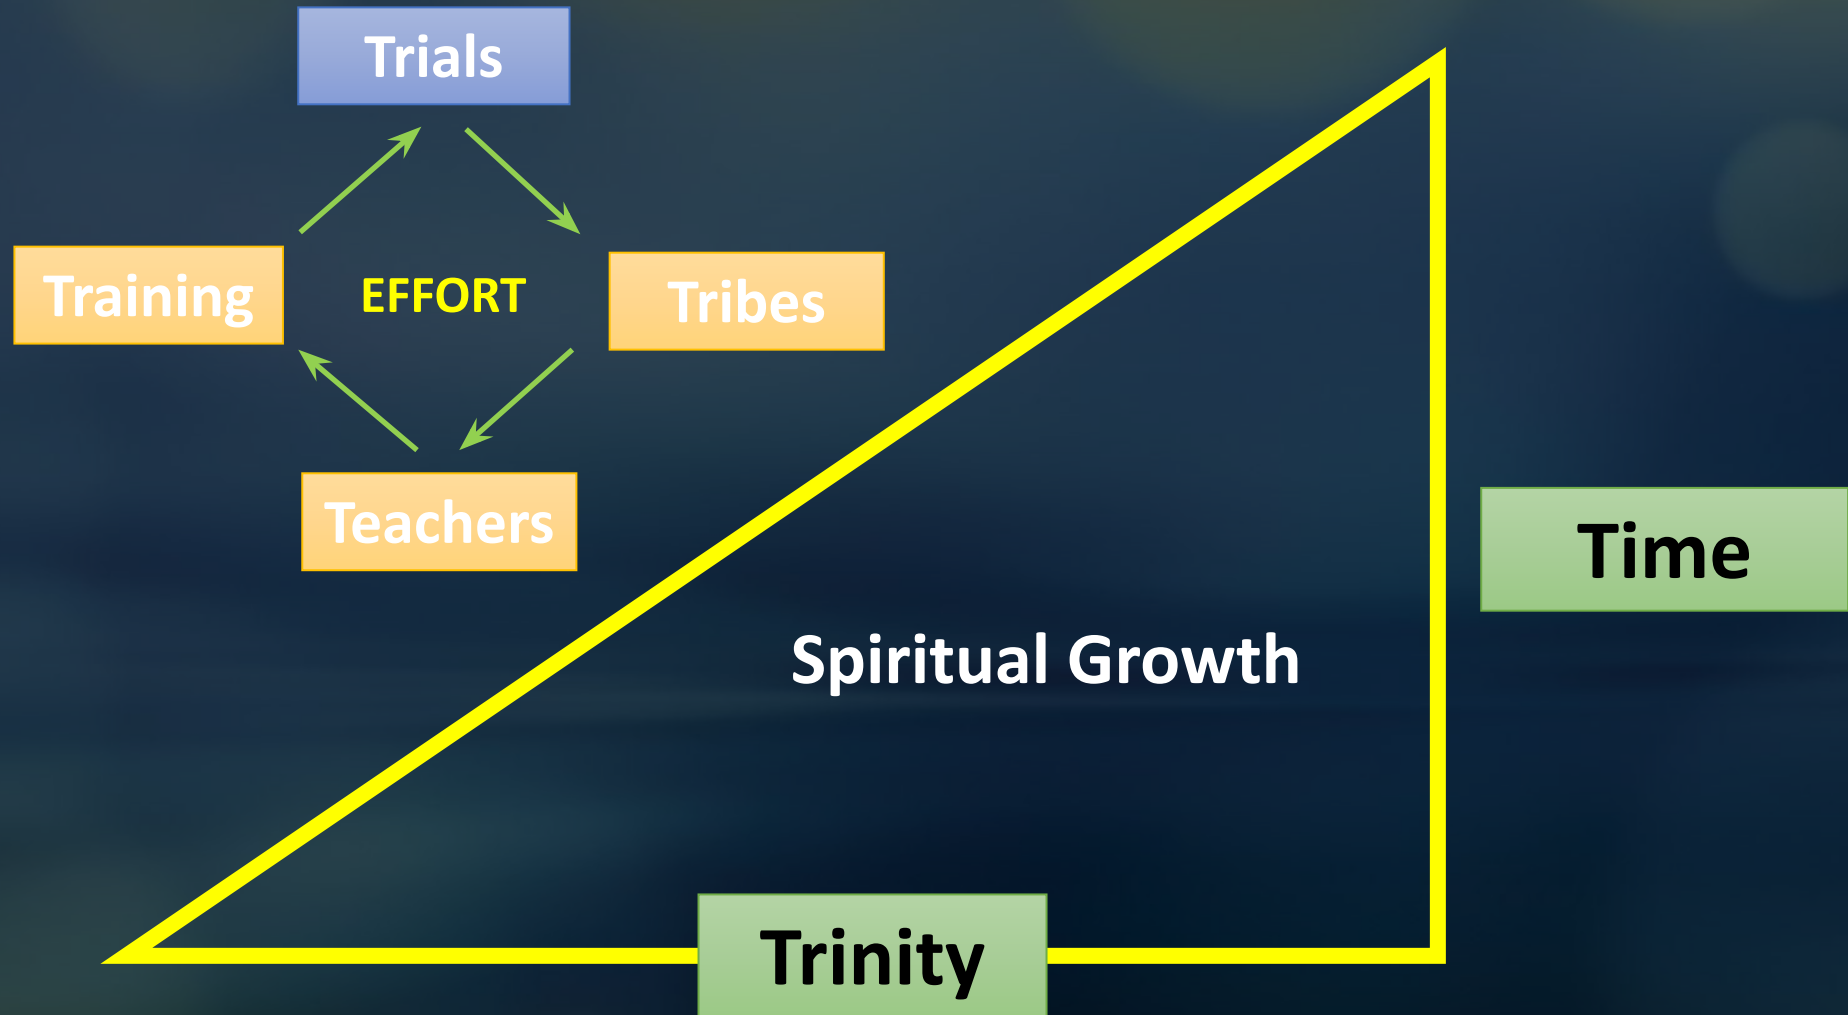 Trials
Training
EFFORT
Tribes
Teachers
Time
Spiritual Growth
Trinity